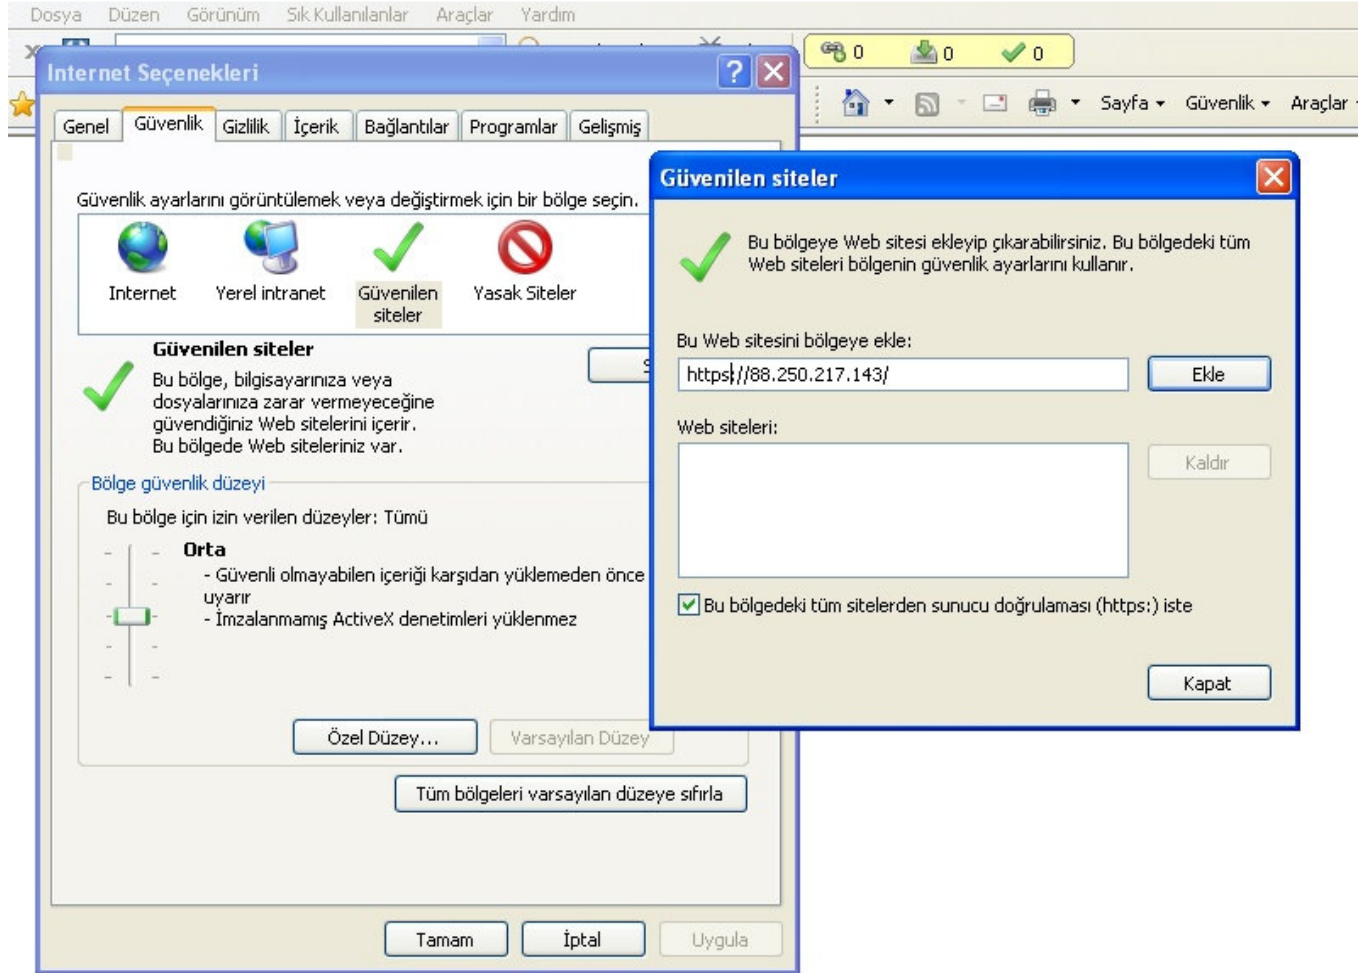 Dosya Düzen Görünüm Sık Kullanılanlar Araçlar Yardım
0 0 0
Internet Seçenekleri
Sayfa Güvenlik Araçlar
Genel Güvenlik Gizlilik İçerik Bağlantılar Programlar Gelişmiş
Güvenlik ayarlarını görüntülemek veya değiştirmek için bir bölge seçin.
Internet Yerel intranet Güvenilen siteler Yasak Siteler
Güvenilen siteler
Bu bölge, bilgisayarınıza veya
dosyalarınıza zarar vermeyeceğine
güvendiğiniz Web sitelerini içerir.
Bu bölgede Web siteleriniz var.
Bölge güvenlik düzeyi
Bu bölge için izin verilen düzeyler: Tümü
Orta
- Güvenli olmayabilen içeriği karşıdan yüklemeden önce
uyarır
- İmzalanmamış ActiveX denetimleri yüklenmez
Özel Düzey... Varsayılan Düzey
Tüm bölgeleri varsayılan düzeye sıfırla
Tamam İptal Uygula
Güvenilen siteler
Bu bölgeye Web sitesi ekleyip çıkarabilirsiniz. Bu bölgedeki tüm
Web siteleri bölgenin güvenlik ayarlarını kullanır.
Bu Web sitesini bölgeye ekle:
https://88.250.217.143/ Ekle
Web siteleri:
Kaldır
Bu bölgedeki tüm sitelerden sunucu doğrulaması (https:) iste
Kapat